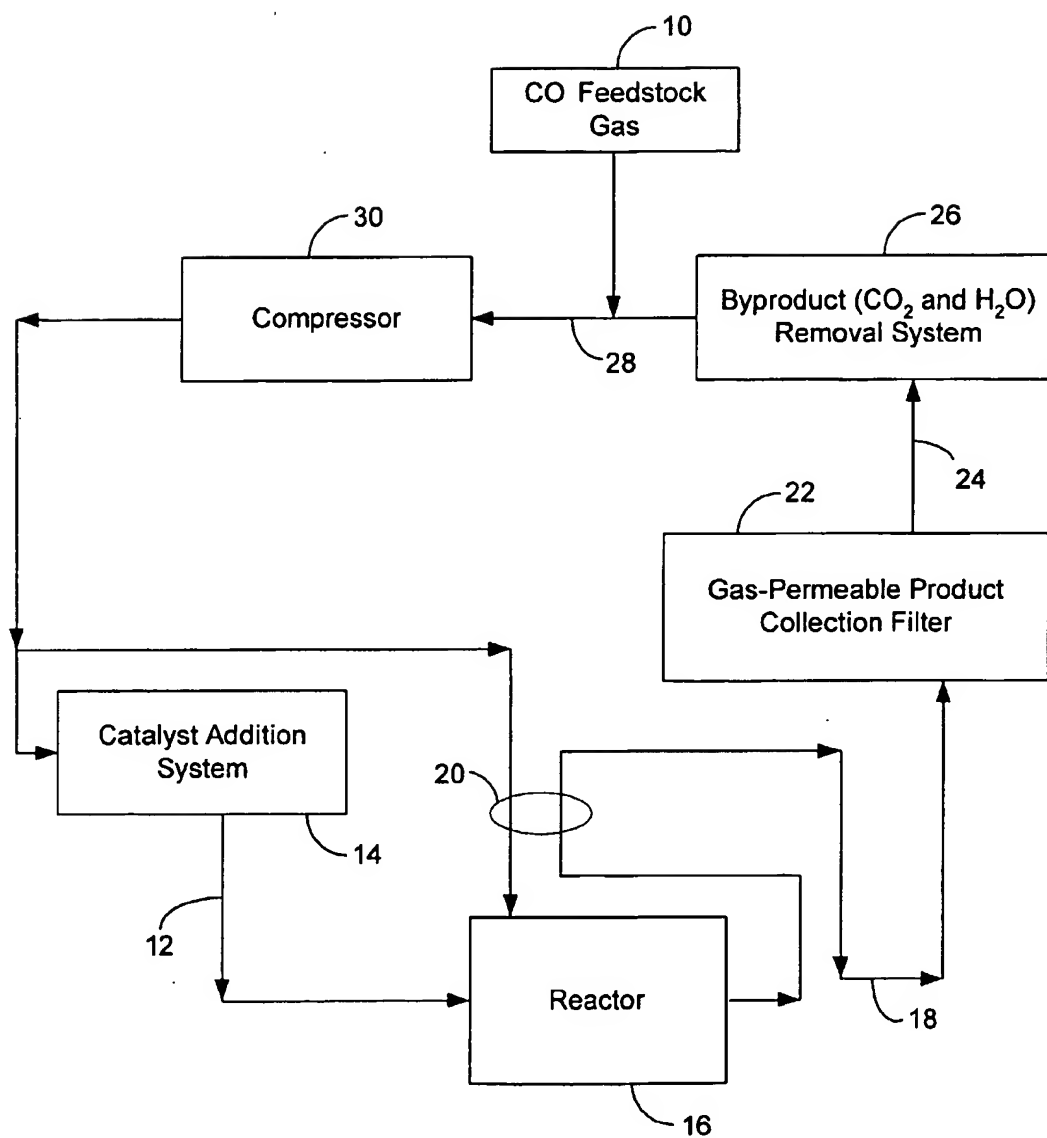 10
CO Feedstock
Gas
30
26
Compressor
Byproduct (CO₂ and H₂O)
Removal System
28
24
22
Gas-Permeable Product
Collection Filter
Catalyst Addition
System
20
14
12
Reactor
18
16